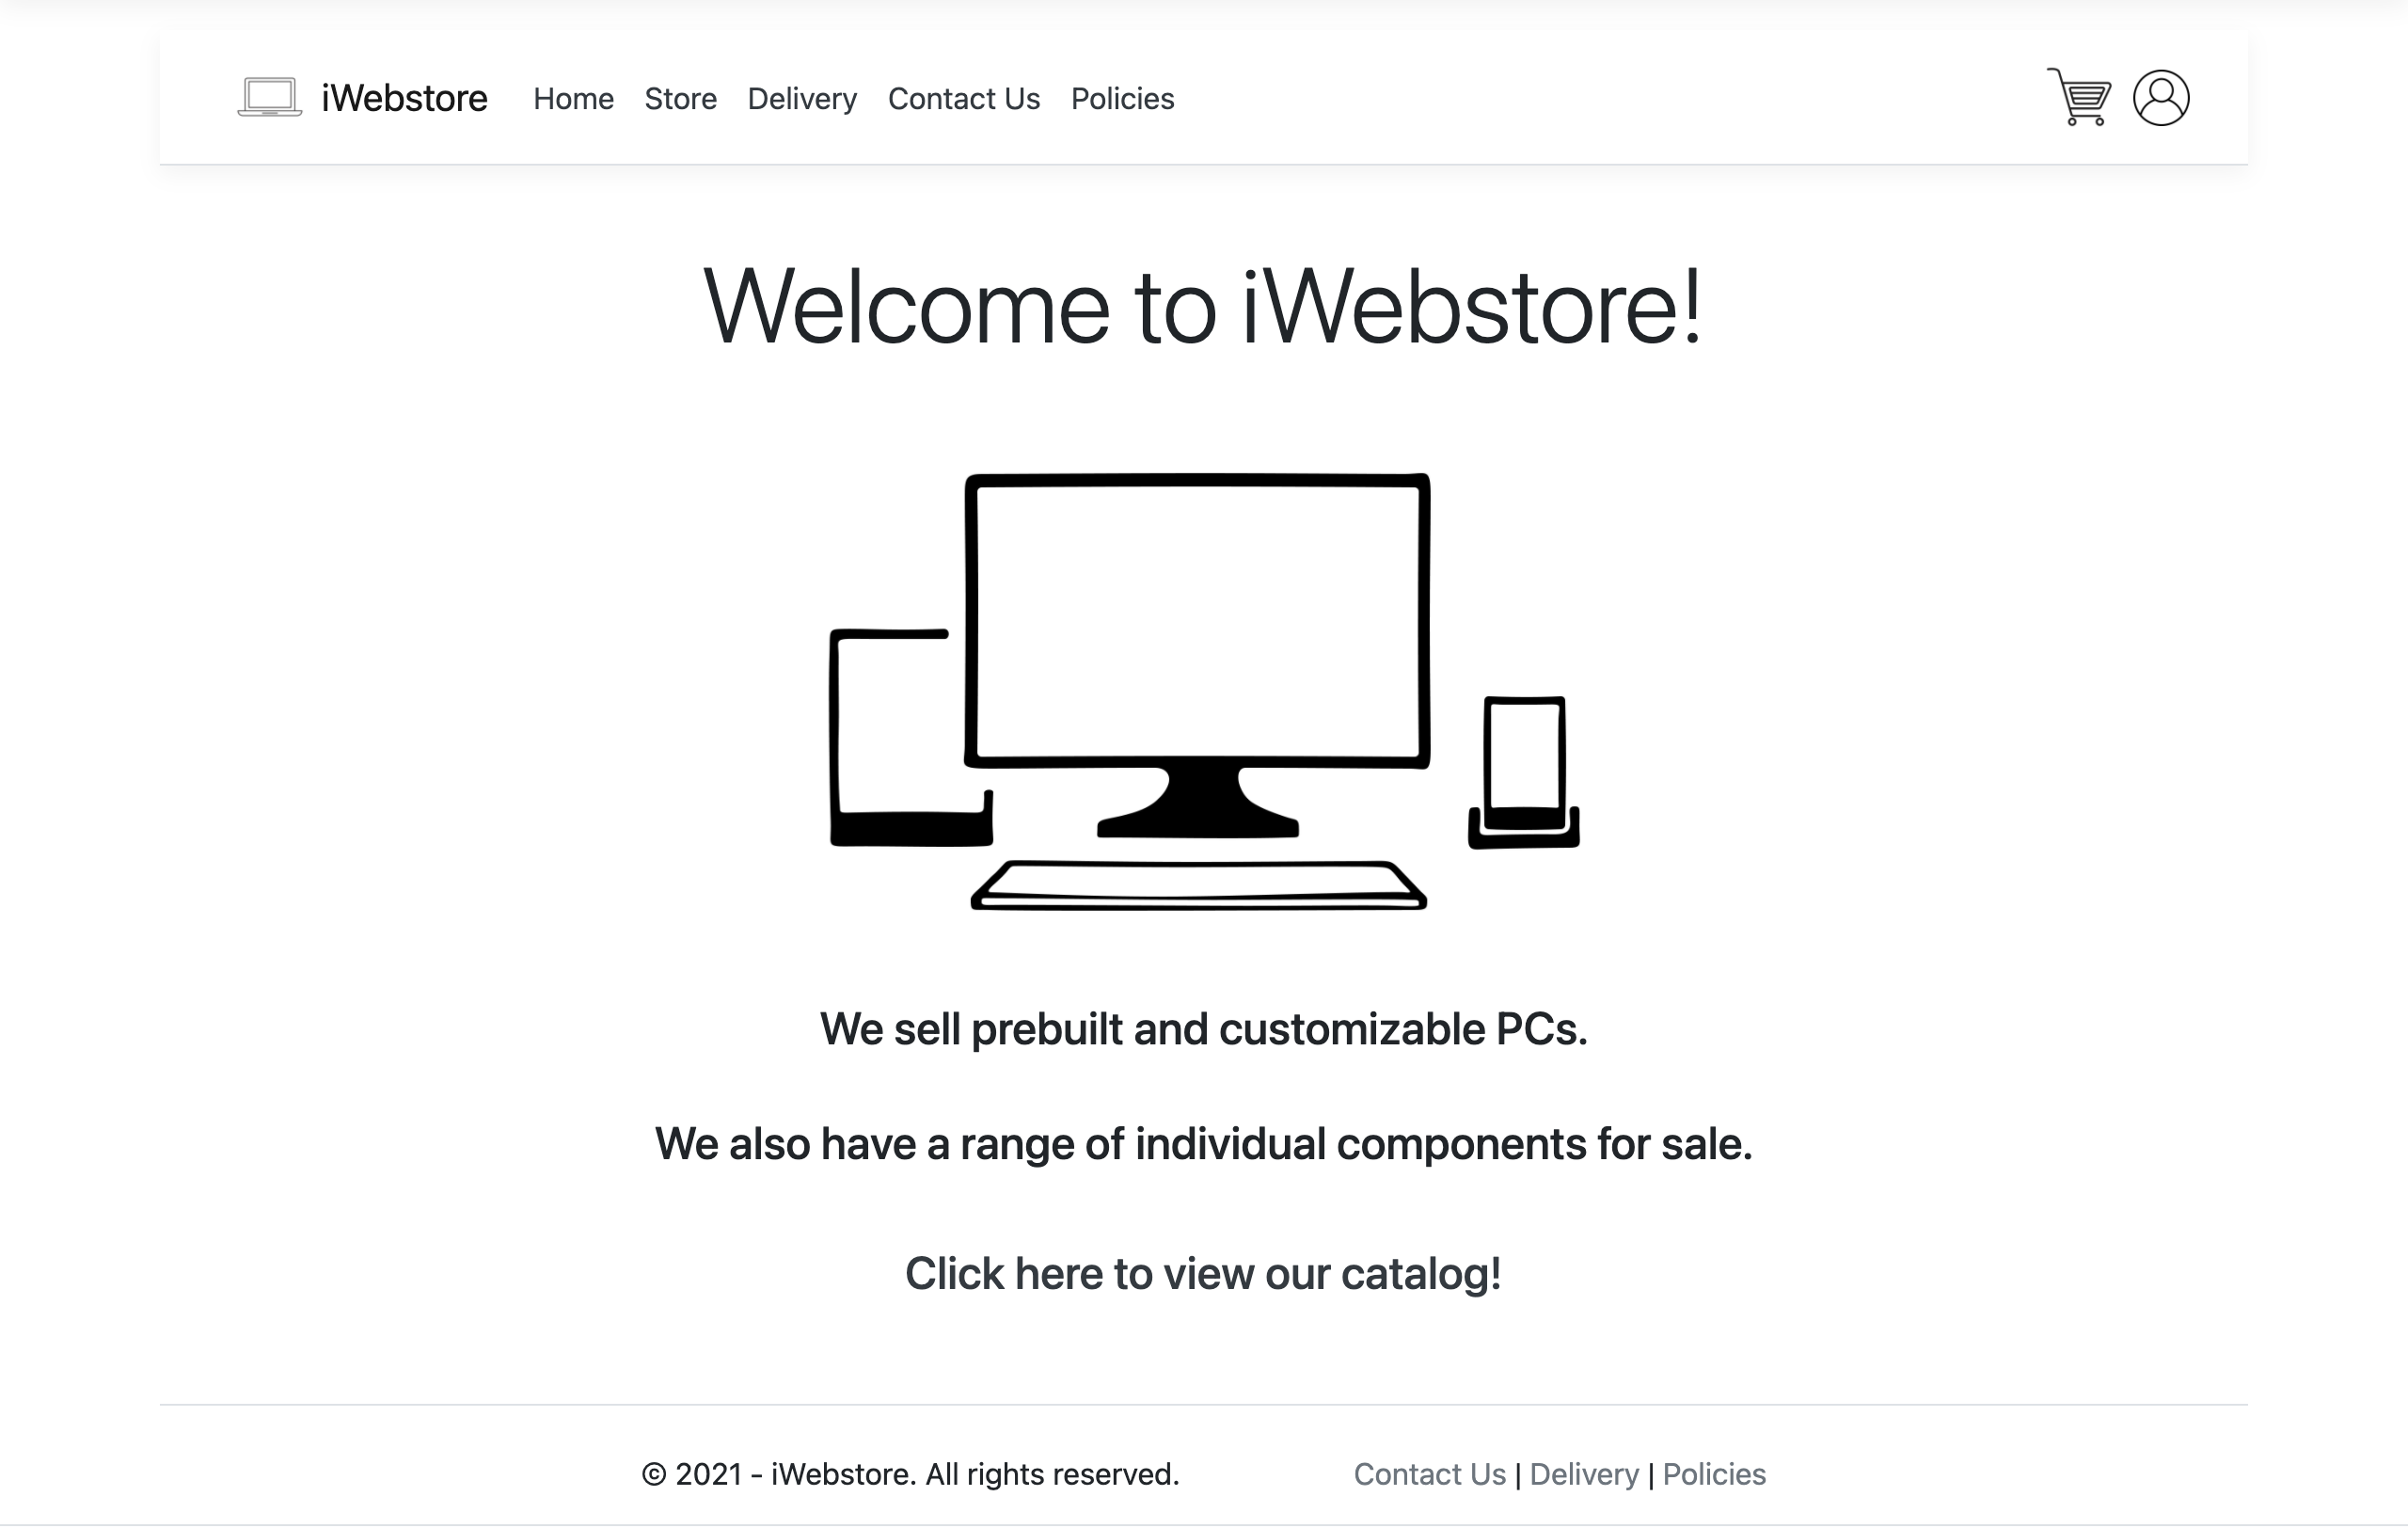 iWebstore Home Store Delivery Contact Us Policies
Welcome to iWebstore!
We sell prebuilt and customizable PCs.
We also have a range of individual components for sale.
Click here to view our catalog!
© 2021 - iWebstore. All rights reserved. Contact Us | Delivery | Policies